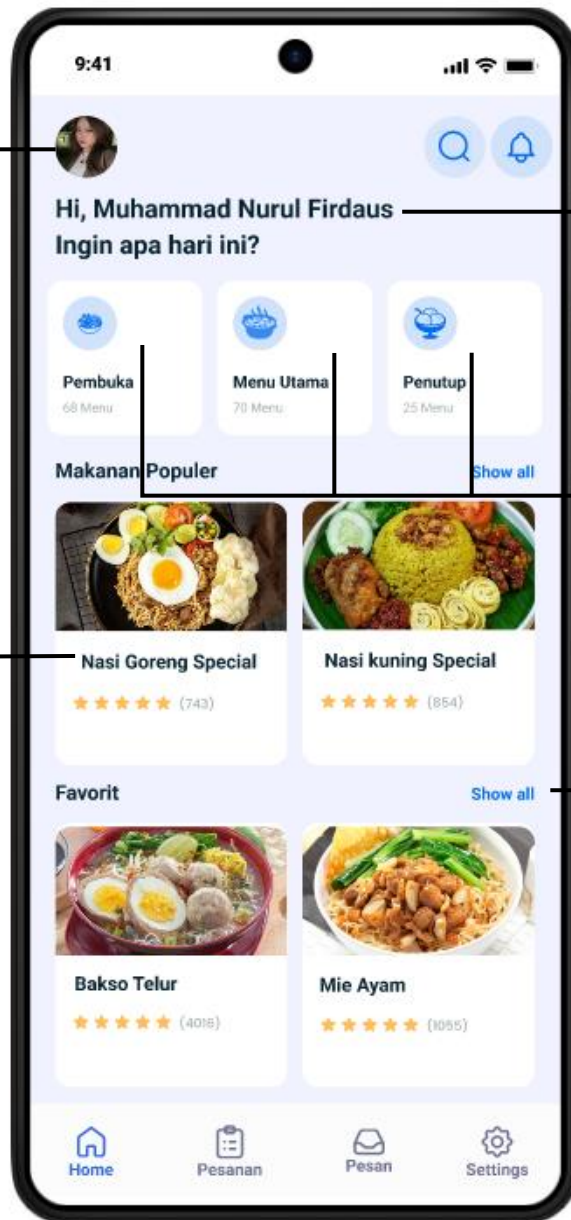 9:41
Hi, Muhammad Nurul Firdaus
Ingin apa hari ini?
Pembuka
68 Menu
Menu Utama
70 Menu
Penutup
25 Menu
Makanan Populer
Show all
Nasi Goreng Special
(743)
Nasi kuning Special
(854)
Favorit
Show all
Bakso Telur
(4016)
Mie Ayam
(1055)
Home
Pesanan
Pesan
Settings